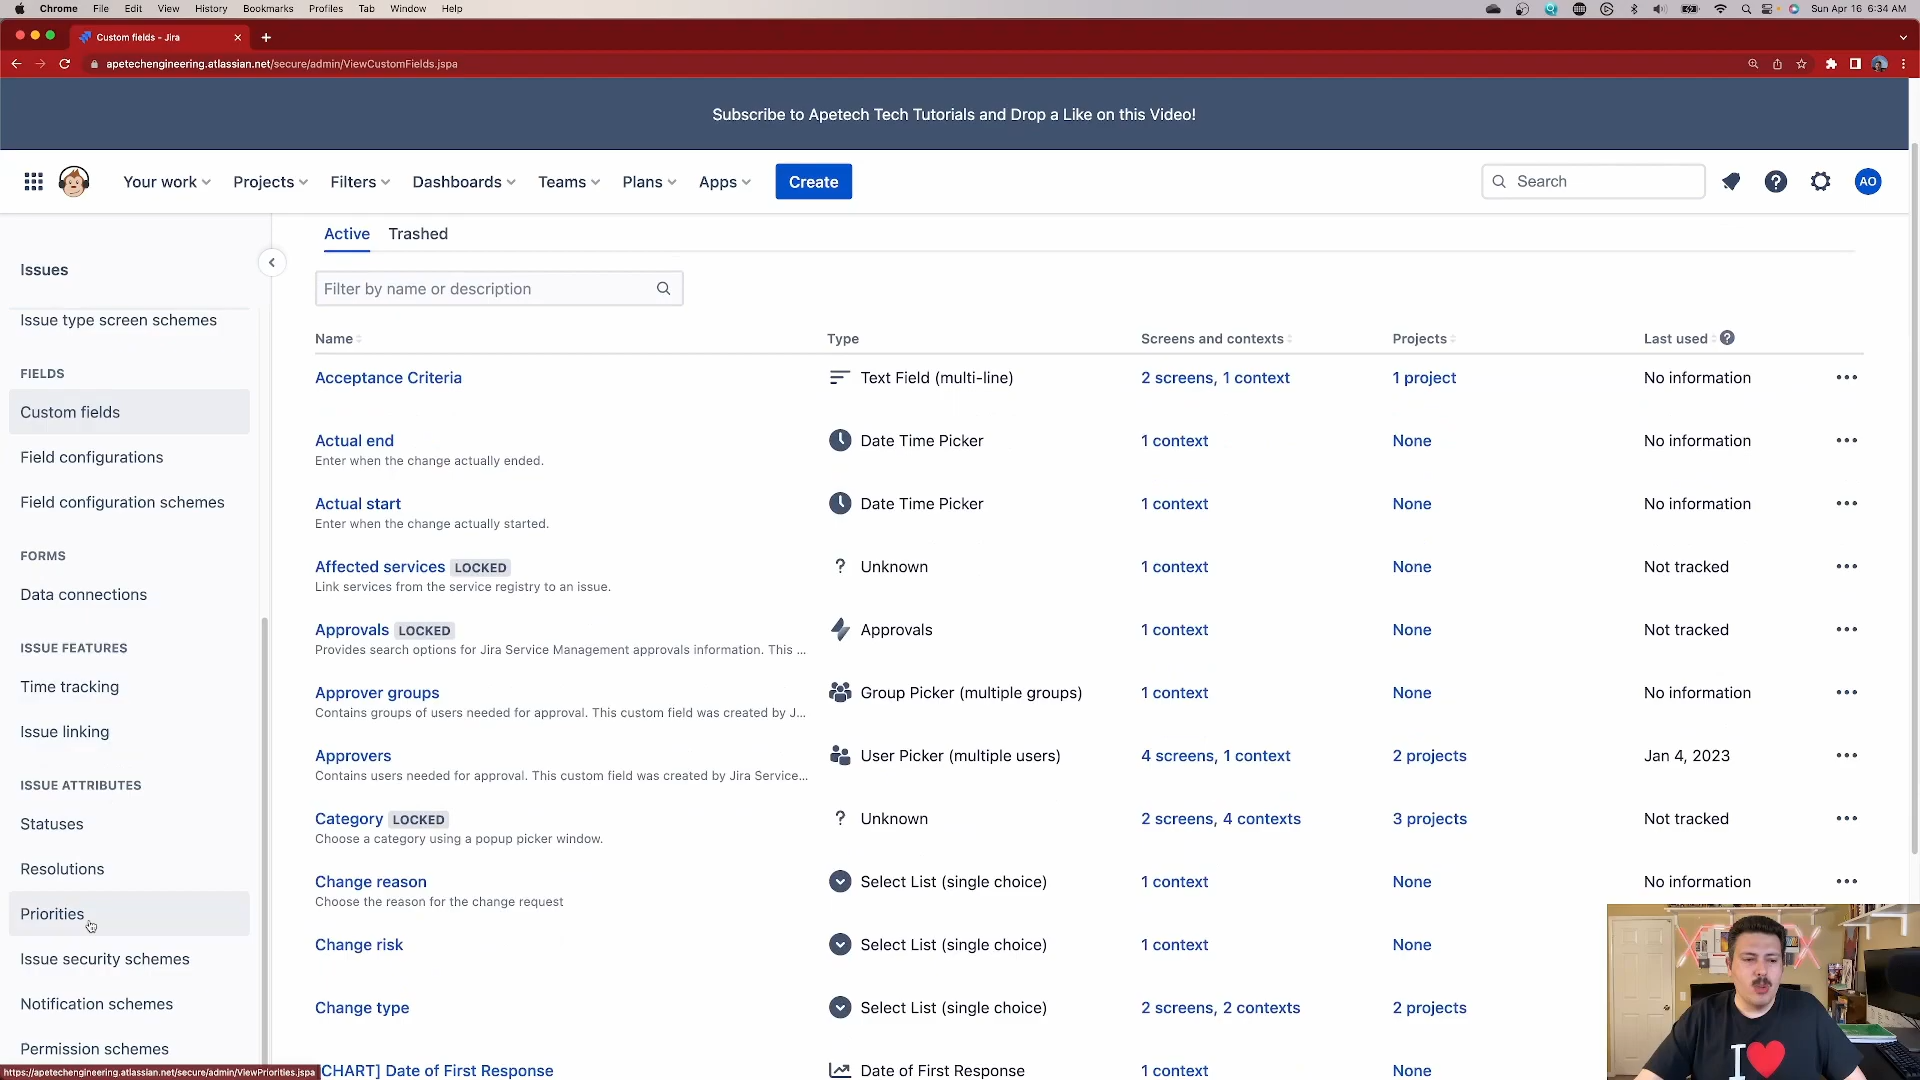 Chrome File Edit View History Bookmarks Profiles Tab Window Help Sun Apr 16 6:34 AM
Custom fields - Jira
apetechengineering.atlassian.net/secure/admin/ViewCustomFields.jspa
Subscribe to Apetech Tech Tutorials and Drop a Like on this Video!
Your work Projects Filters Dashboards Teams Plans Apps Create Search AO
Issues
Issue type screen schemes
FIELDS
Custom fields
Field configurations
Field configuration schemes
FORMS
Data connections
ISSUE FEATURES
Time tracking
Issue linking
ISSUE ATTRIBUTES
Statuses
Resolutions
Priorities
Issue security schemes
Notification schemes
Permission schemes
https://apetechengineering.atlassian.net/secure/admin/ViewPriorities.jspa
Active Trashed
Filter by name or description
Name Type Screens and contexts Projects Last used
Acceptance Criteria Text Field (multi-line) 2 screens, 1 context 1 project No information
Actual end Date Time Picker 1 context None No information
Enter when the change actually ended.
Actual start Date Time Picker 1 context None No information
Enter when the change actually started.
Affected services LOCKED Unknown 1 context None Not tracked
Link services from the service registry to an issue.
Approvals LOCKED Approvals 1 context None Not tracked
Provides search options for Jira Service Management approvals information. This ...
Approver groups Group Picker (multiple groups) 1 context None No information
Contains groups of users needed for approval. This custom field was created by J...
Approvers User Picker (multiple users) 4 screens, 1 context 2 projects Jan 4, 2023
Contains users needed for approval. This custom field was created by Jira Service...
Category LOCKED Unknown 2 screens, 4 contexts 3 projects Not tracked
Choose a category using a popup picker window.
Change reason Select List (single choice) 1 context None No information
Choose the reason for the change request
Change risk Select List (single choice) 1 context None
Change type Select List (single choice) 2 screens, 2 contexts 2 projects
CHART] Date of First Response Date of First Response 1 context None
I